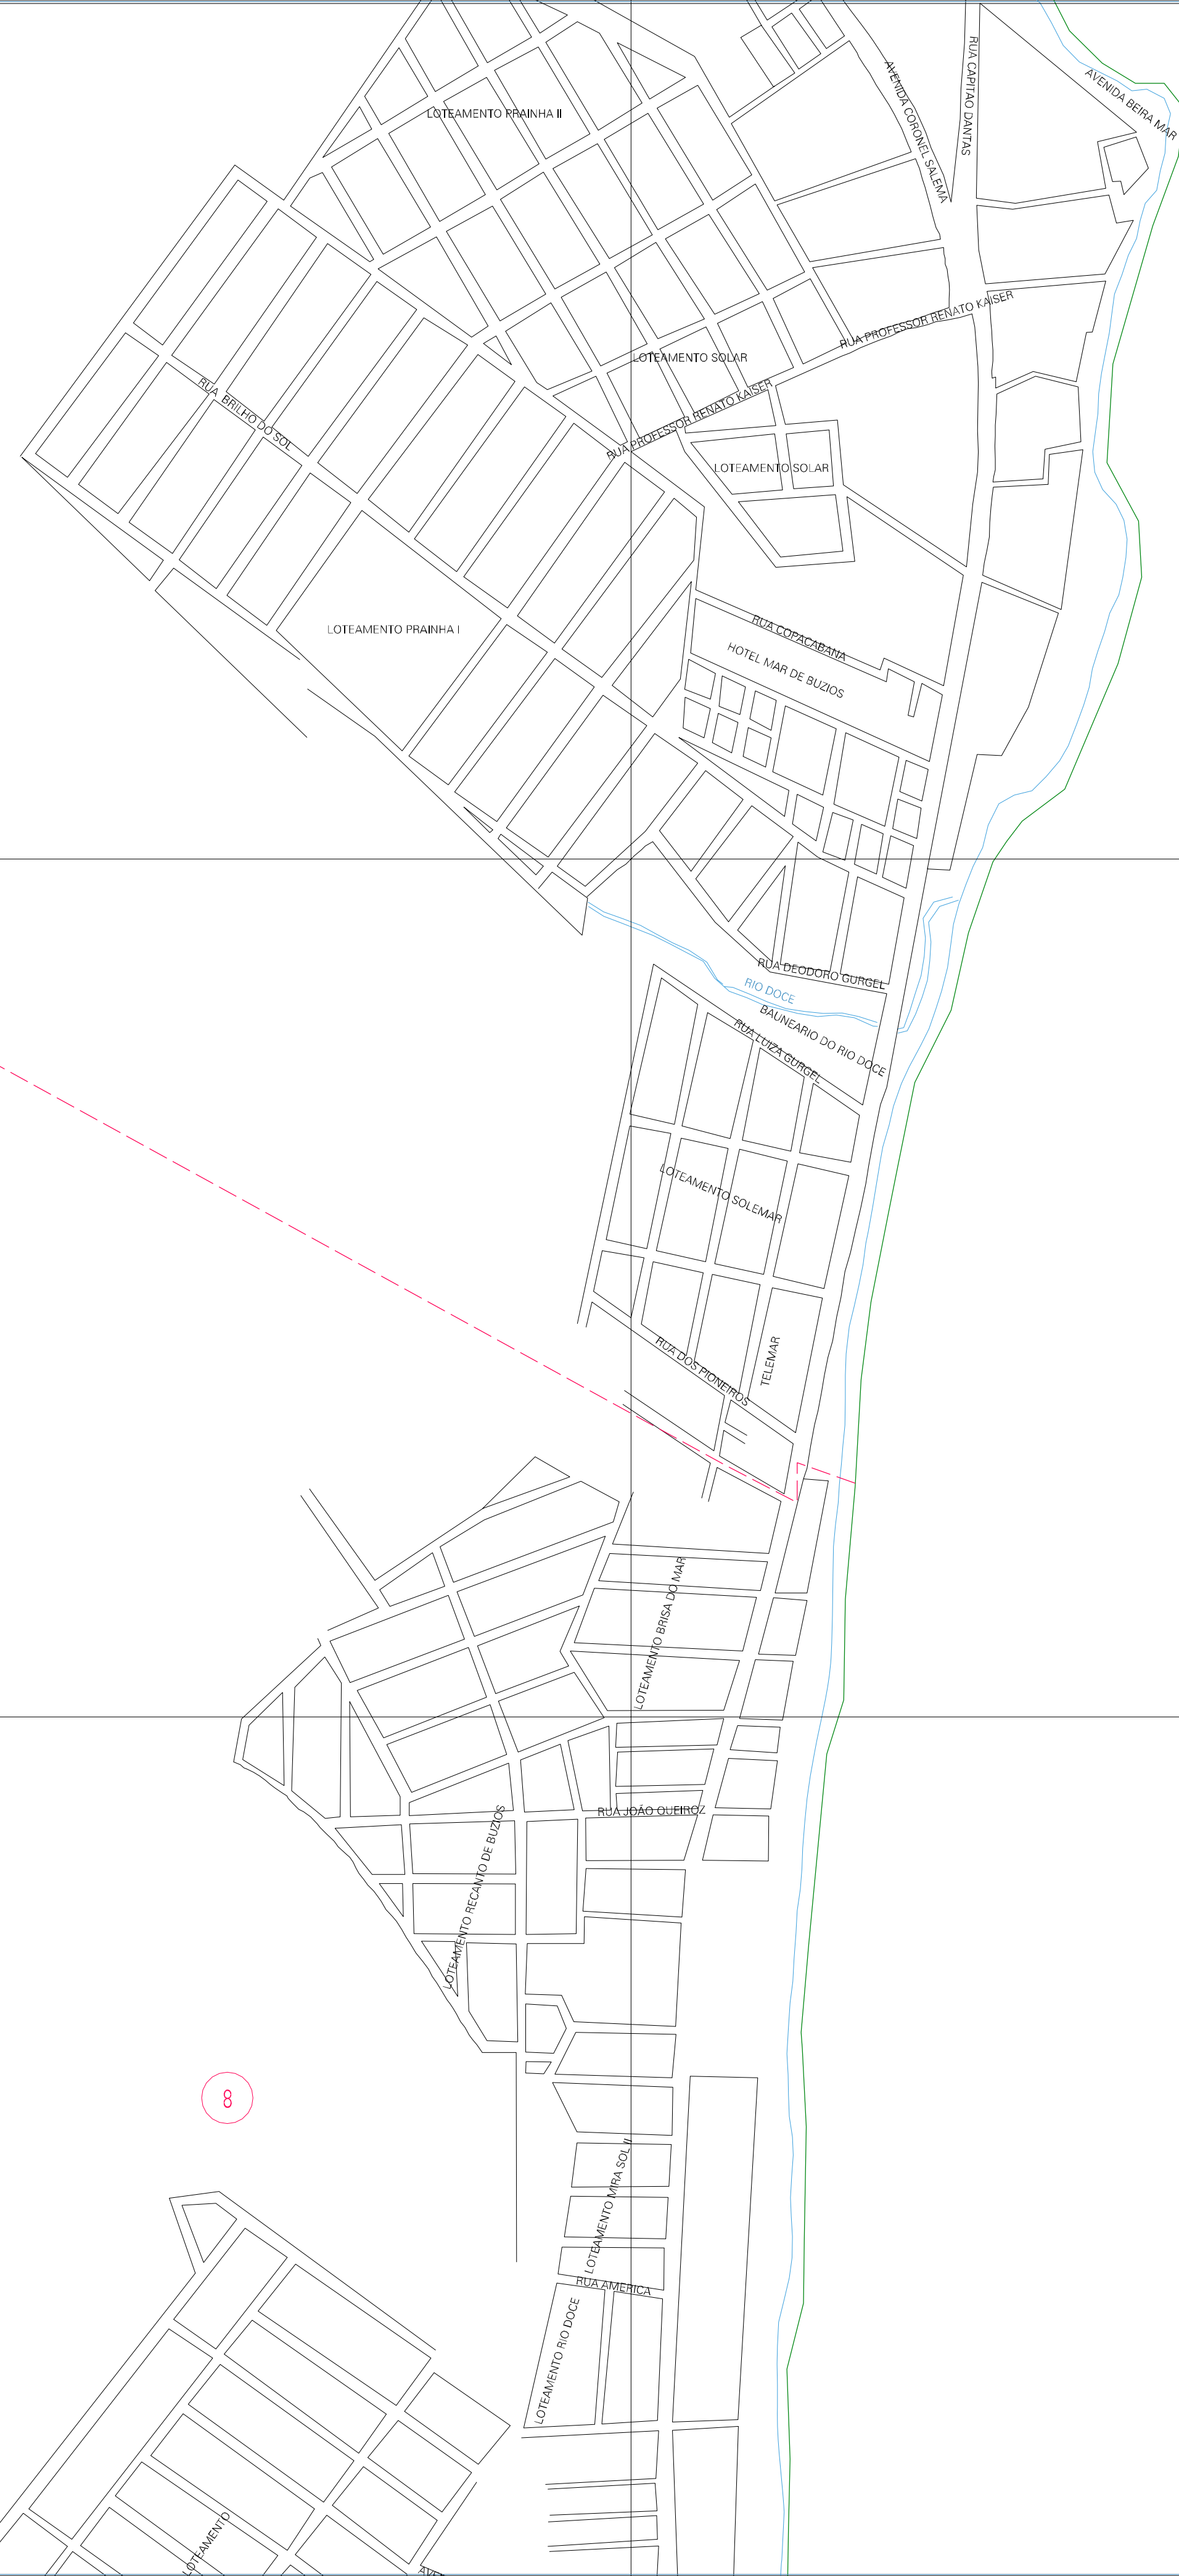 RUA CAPITAO DANTAS
AVENIDA CORONEL SALEMA
AVENIDA BEIRA MAR
LOTEAMENTO PRAINHA II
RUA PROFESSOR RENATO KAISER
LOTEAMENTO SOLAR
RUA PROFESSOR RENATO KAISER
RUA BRILHO DO SOL
LOTEAMENTO SOLAR
LOTEAMENTO PRAINHA I
RUA COPACABANA
HOTEL MAR DE BUZIOS
RUA DEODORO GURGEL
RIO DOCE
BAUNEARIO DO RIO DOCE
RUA LUIZA GURGEL
LOTEAMENTO SOLEMAR
RUA DOS PIONEIROS
TELEMAR
LOTEAMENTO BRISA DO MAR
RUA JOÃO QUEIROZ
LOTEAMENTO RECANTO DE BUZIOS
8
LOTEAMENTO MIRA SOL II
RUA AMERICA
LOTEAMENTO RIO DOCE
LOTEAMENTO